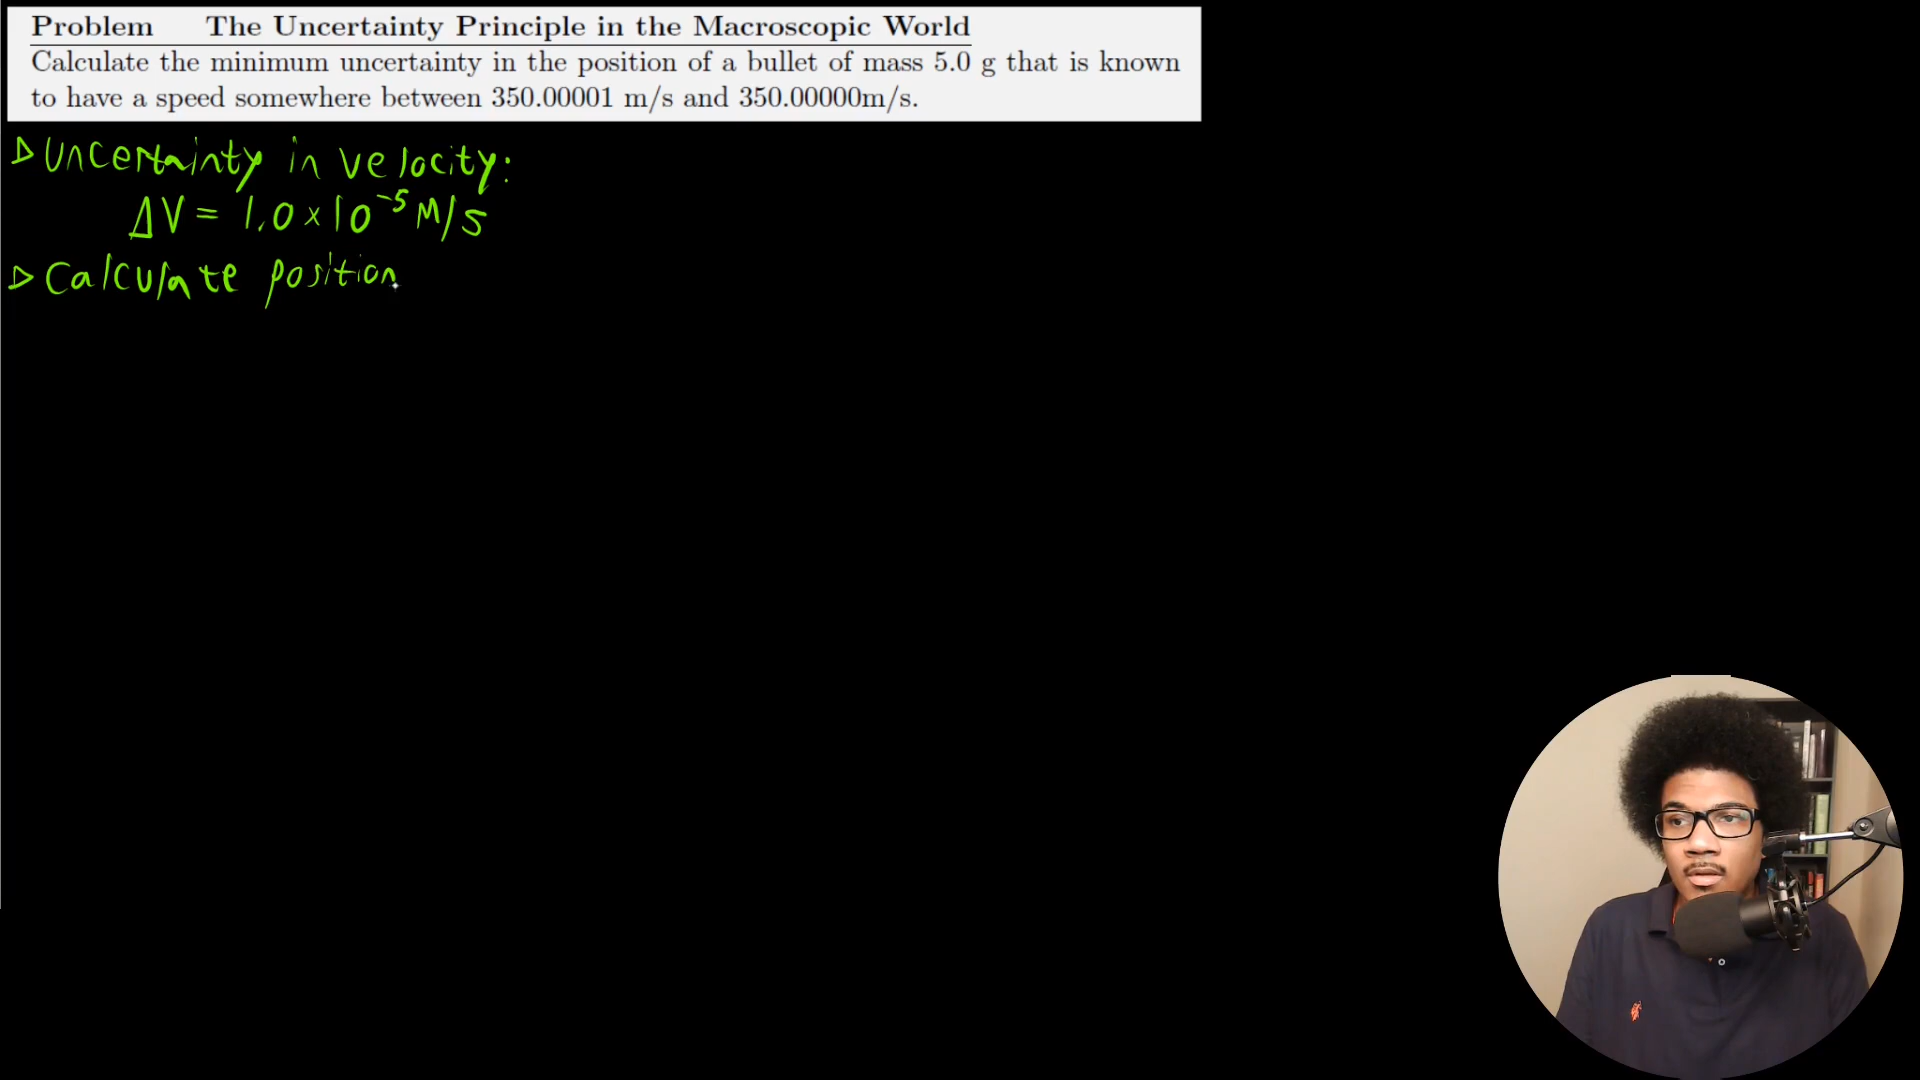 Problem The Uncertainty Principle in the Macroscopic World
Calculate the minimum uncertainty in the position of a bullet of mass 5.0 g that is known
to have a speed somewhere between 350.00001 m/s and 350.00000m/s.
▷ Uncertainty in velocity:
ΔV = 1.0 × 10⁻⁵ M/s
▷ Calculate position